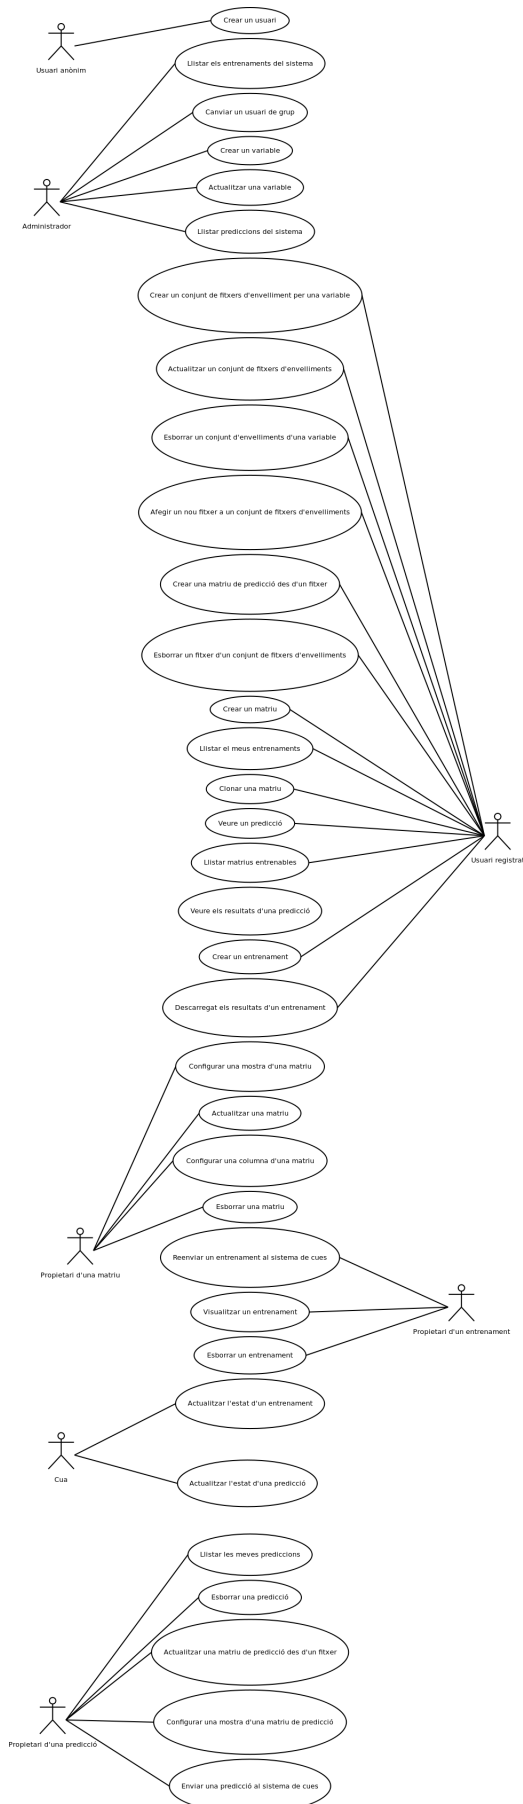 Crear un usuari
Usuari anònim
Llistar els entrenaments del sistema
Canviar un usuari de grup
Crear un variable
Actualitzar una variable
Administrador
Llistar prediccions del sistema
Crear un conjunt de fitxers d'envelliment per una variable
Actualitzar un conjunt de fitxers d'envelliments
Esborrar un conjunt d'envelliments d'una variable
Afegir un nou fitxer a un conjunt de fitxers d'envelliments
Crear una matriu de predicció des d'un fitxer
Esborrar un fitxer d'un conjunt de fitxers d'envelliments
Crear un matriu
Llistar el meus entrenaments
Clonar una matriu
Veure un predicció
Llistar matrius entrenables
Usuari registrat
Veure els resultats d'una predicció
Crear un entrenament
Descarregat els resultats d'un entrenament
Configurar una mostra d'una matriu
Actualitzar una matriu
Configurar una columna d'una matriu
Esborrar una matriu
Propietari d'una matriu
Reenviar un entrenament al sistema de cues
Visualitzar un entrenament
Propietari d'un entrenament
Esborrar un entrenament
Actualitzar l'estat d'un entrenament
Cua
Actualitzar l'estat d'una predicció
Llistar les meves prediccions
Esborrar una predicció
Actualitzar una matriu de predicció des d'un fitxer
Configurar una mostra d'una matriu de predicció
Propietari d'una predicció
Enviar una predicció al sistema de cues